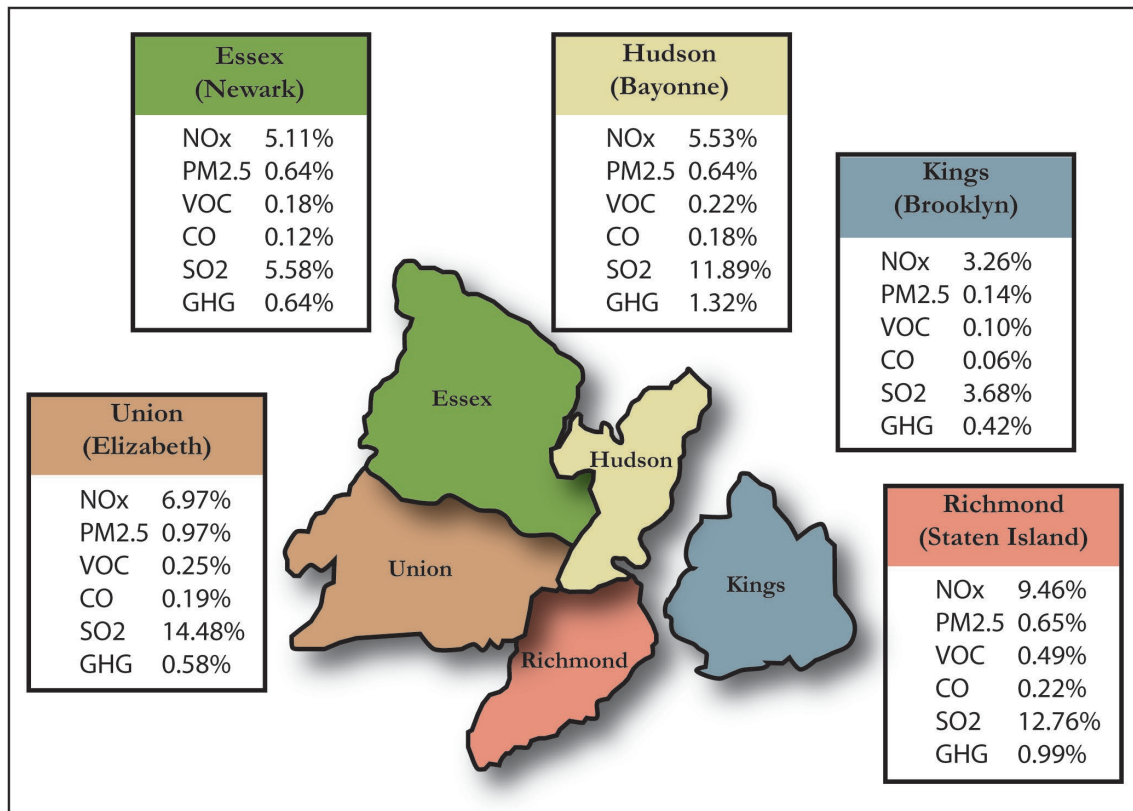 Essex
(Newark)
NOx 5.11%
PM2.5 0.64%
VOC 0.18%
CO 0.12%
SO2 5.58%
GHG 0.64%
Hudson
(Bayonne)
NOx 5.53%
PM2.5 0.64%
VOC 0.22%
CO 0.18%
SO2 11.89%
GHG 1.32%
Kings
(Brooklyn)
NOx 3.26%
PM2.5 0.14%
VOC 0.10%
CO 0.06%
SO2 3.68%
GHG 0.42%
Union
(Elizabeth)
NOx 6.97%
PM2.5 0.97%
VOC 0.25%
CO 0.19%
SO2 14.48%
GHG 0.58%
Richmond
(Staten Island)
NOx 9.46%
PM2.5 0.65%
VOC 0.49%
CO 0.22%
SO2 12.76%
GHG 0.99%
Essex
Hudson
Union
Kings
Richmond